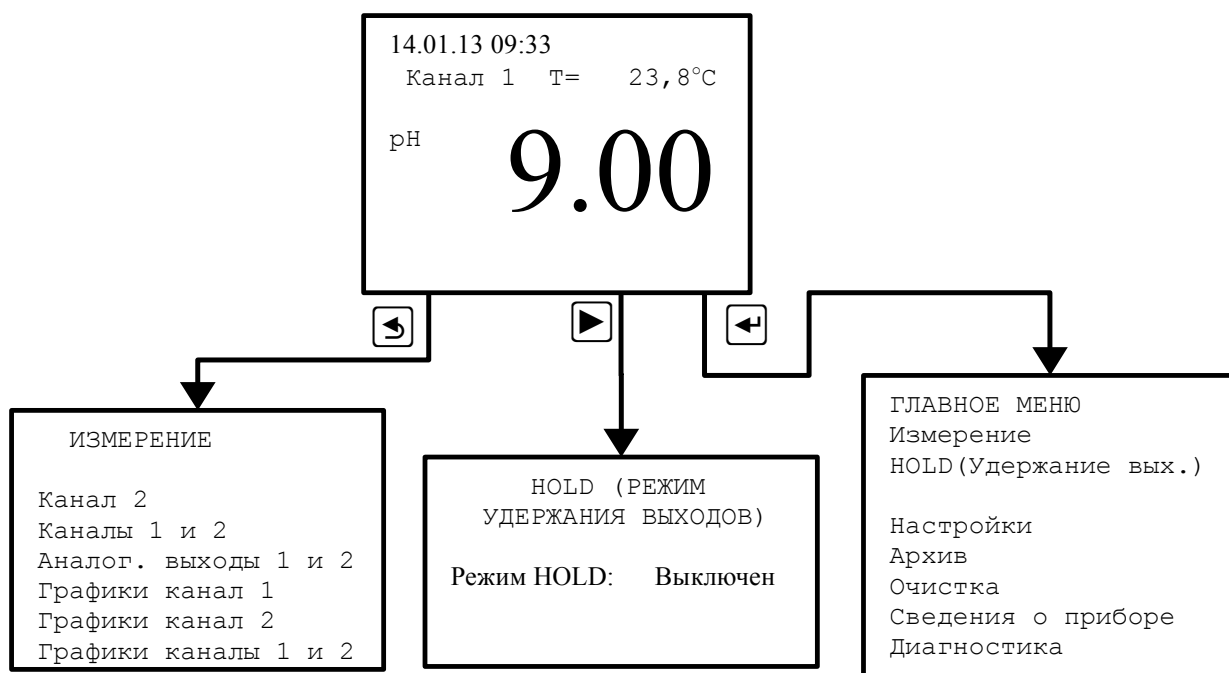 14.01.13 09:33
Канал 1 Т= 23,8°С
pH
9.00
ИЗМЕРЕНИЕ
Канал 2
Каналы 1 и 2
Аналог. выходы 1 и 2
Графики канал 1
Графики канал 2
Графики каналы 1 и 2
HOLD (РЕЖИМ
УДЕРЖАНИЯ ВЫХОДОВ)
Режим HOLD: Выключен
ГЛАВНОЕ МЕНЮ
Измерение
HOLD(Удержание вых.)
Настройки
Архив
Очистка
Сведения о приборе
Диагностика